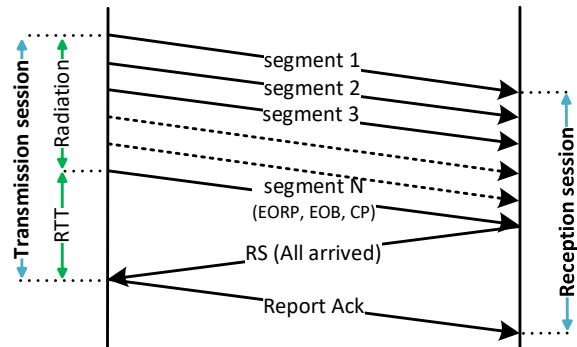 Transmission session
Radiation
RTT
segment 1
segment 2
segment 3
segment N
(EORP, EOB, CP)
RS (All arrived)
Report Ack
Reception session